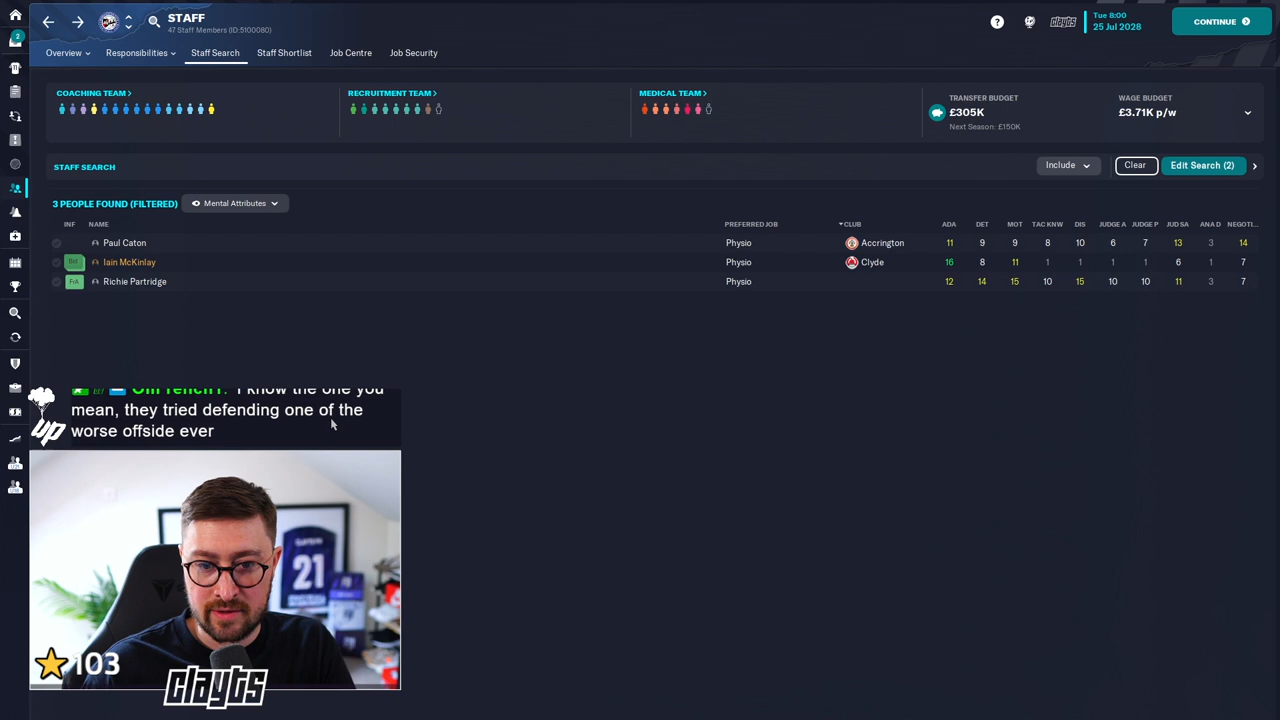 STAFF
47 Staff Members (ID:5100080)
clayts
Tue 8:00
25 Jul 2028
CONTINUE
2
Overview
Responsibilities
Staff Search
Staff Shortlist
Job Centre
Job Security
COACHING TEAM >
RECRUITMENT TEAM >
MEDICAL TEAM >
TRANSFER BUDGET
£305K
Next Season: £150K
WAGE BUDGET
£3.71K p/w
STAFF SEARCH
Include
Clear
Edit Search (2)
3 PEOPLE FOUND (FILTERED)
Mental Attributes
INF NAME PREFERRED JOB CLUB ADA DET MOT TAC KNW DIS JUDGE A JUDGE P JUD SA ANA D NEGOTI...
Paul Caton Physio Accrington 11 9 9 8 10 6 7 13 3 14
Bid Iain McKinlay Physio Clyde 16 8 11 1 1 1 1 6 1 7
FrA Richie Partridge Physio 12 14 15 10 15 10 10 11 3 7
I know the one you
mean, they tried defending one of the
worse offside ever
up
21
103
clayts